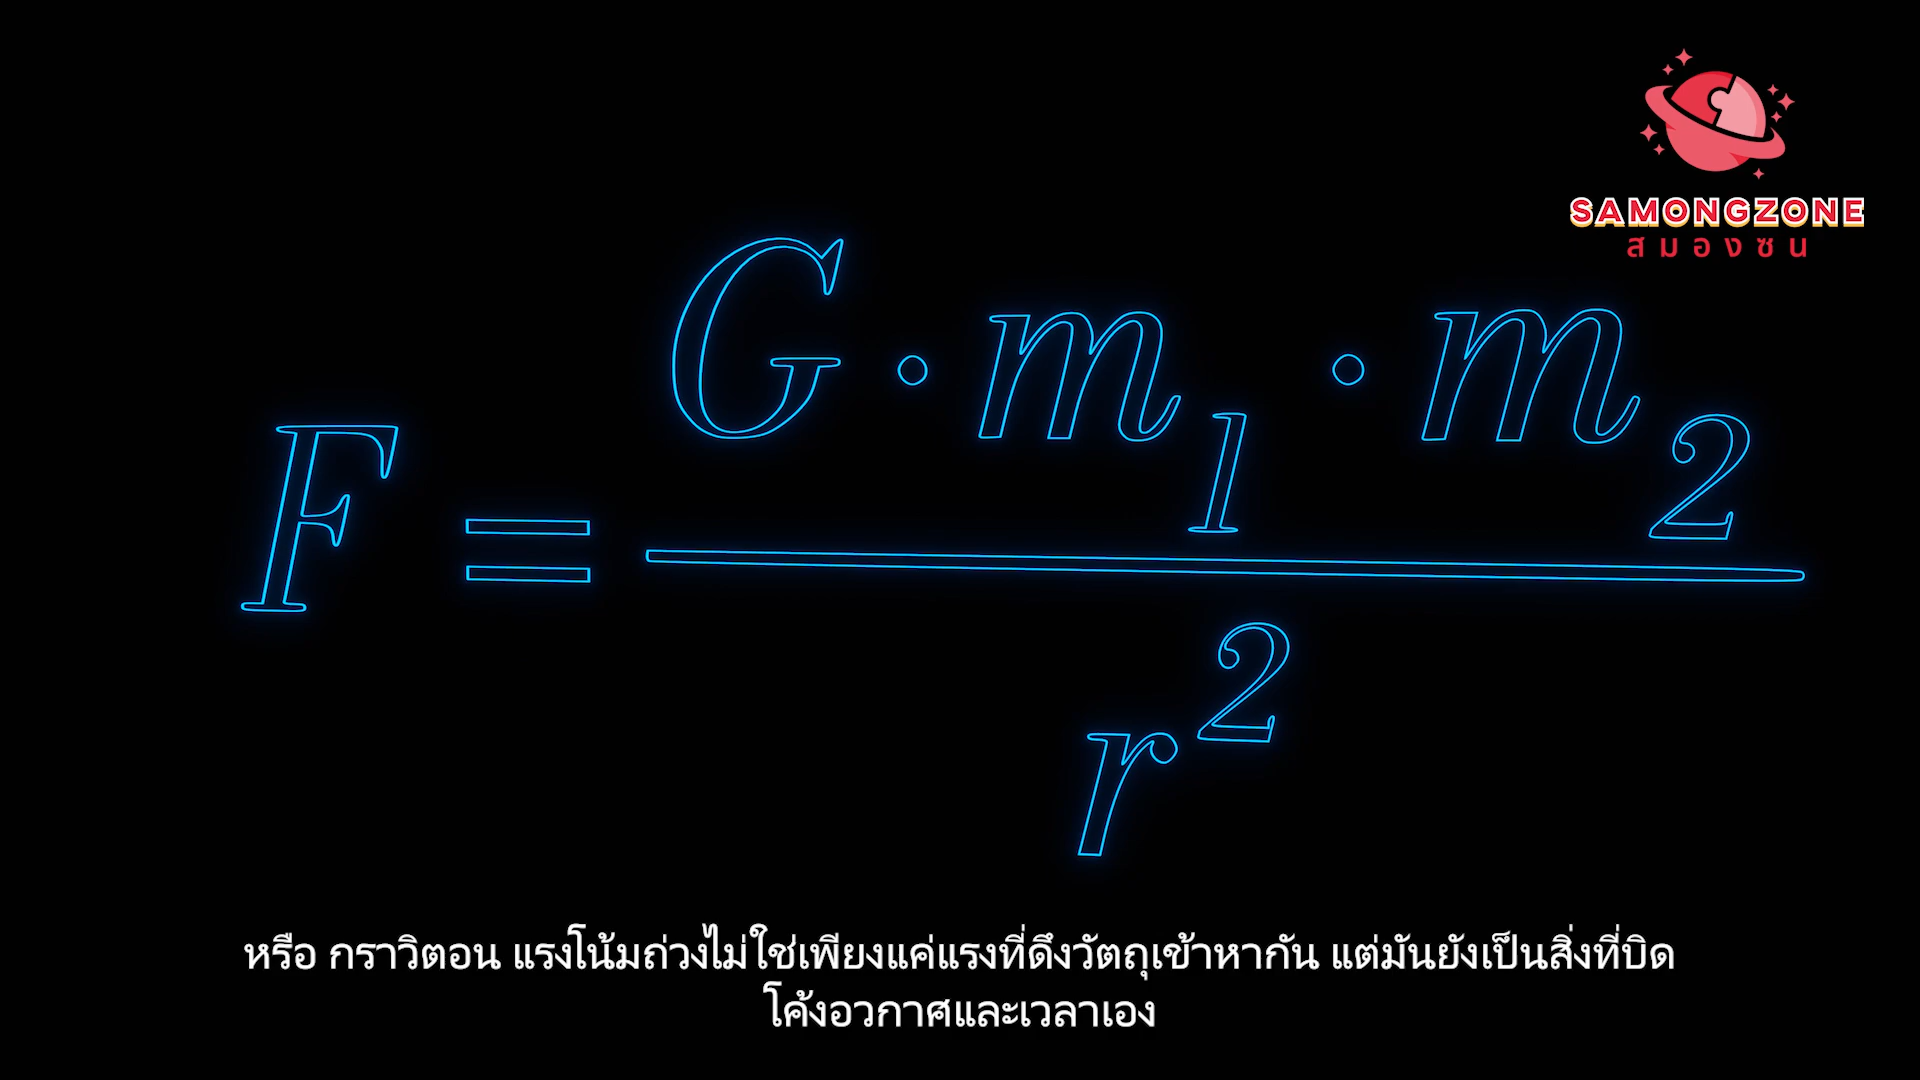 SAMONGZONE
สมองซน
F = G · m₁ · m₂ / r²
หรือ กราวิตอน แรงโน้มถ่วงไม่ใช่เพียงแค่แรงที่ดึงวัตถุเข้าหากัน แต่มันยังเป็นสิ่งที่บิด
โค้งอวกาศและเวลาเอง